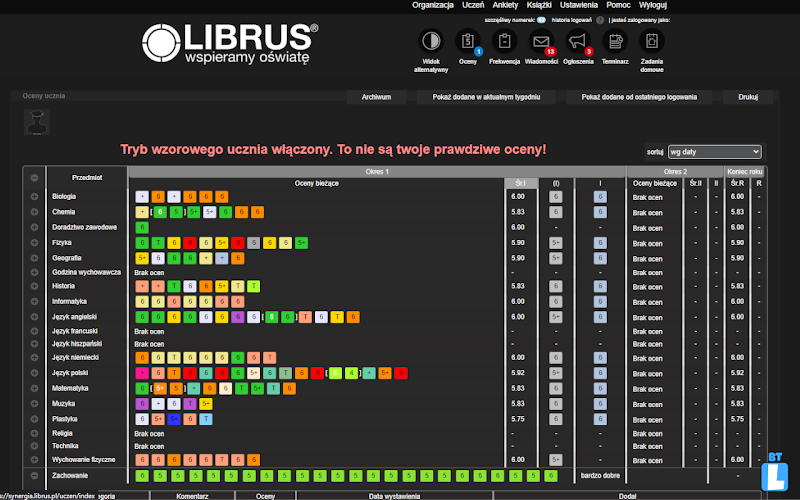 Organizacja Uczeń Ankiety Książki Ustawienia Pomoc Wyloguj
szczęśliwy numerek: historia logowań ? | jesteś zalogowany jako:
LIBRUS®
wspieramy oświatę
Widok alternatywny Oceny 1 Frekwencja Wiadomości 13 Ogłoszenia 3 Terminarz Zadania domowe
Oceny ucznia Archiwum Pokaż dodane w aktualnym tygodniu Pokaż dodane od ostatniego logowania Drukuj
Tryb wzorowego ucznia włączony. To nie są twoje prawdziwe oceny!
sortuj wg daty
Przedmiot Okres 1 Okres 2 Koniec roku
Oceny bieżące Śr.I (I) I Oceny bieżące Śr.II II Śr.R R
Biologia + 6 + 6 6 6 6.00 6 6 Brak ocen - - 6.00 -
Chemia + [ 6 5 ] 5+ 5+ 6 6 6 5.83 6 6 Brak ocen - - 5.83 -
Doradztwo zawodowe 6 6.00 - - Brak ocen - - 6.00 -
Fizyka 6 T 6 6 6 5+ 6 6 6 6 6 5+ 5.90 5+ 6 Brak ocen - - 5.90 -
Geografia 5+ 6 6 6 + + 6 5.90 5+ 6 Brak ocen - - 5.90 -
Godzina wychowawcza Brak ocen - - - Brak ocen - - - -
Historia + + T 6 6 5+ T T 5.83 6 6 Brak ocen - - 5.83 -
Informatyka 6 6 6 6 6 6 6 6.00 6 6 Brak ocen - - 6.00 -
Język angielski 6 6 6 6 6 6 6 6 [ 6 6 ] T 6 T 6 6.00 5+ 6 Brak ocen - - 6.00 -
Język francuski Brak ocen - - - Brak ocen - - - -
Język hiszpański Brak ocen - - - Brak ocen - - - -
Język niemiecki 6 6 T 6 6 6 6 6 T 6.00 6 6 Brak ocen - - 6.00 -
Język polski + 6 T 6 6 6 6 5+ 6 T 6 6 [ 6 4 ] + 5+ 6 5.92 5+ 6 Brak ocen - - 5.92 -
Matematyka 6 [ 5+ 5 ] + 6 6 T 5+ T 6 5.83 6 6 Brak ocen - - 5.83 -
Muzyka 6 + 6 T 5+ 5.83 6 6 Brak ocen - - 5.83 -
Plastyka 6 5+ 5+ 6 T 5.75 6 6 Brak ocen - - 5.75 -
Religia Brak ocen - - - Brak ocen - - - -
Technika Brak ocen - - - Brak ocen - - - -
Wychowanie fizyczne 6 6 6 6 6 T 6 6 6.00 6 6 Brak ocen - - 6.00 -
Zachowanie 6 5 5 5 5 5 5 5 5 5 5 5 5 5 5 5 5 6 6 bardzo dobre Brak ocen -
synergia.librus.pl/uczen/index
Komentarz Oceny Data wystawienia Dodał
BT
L